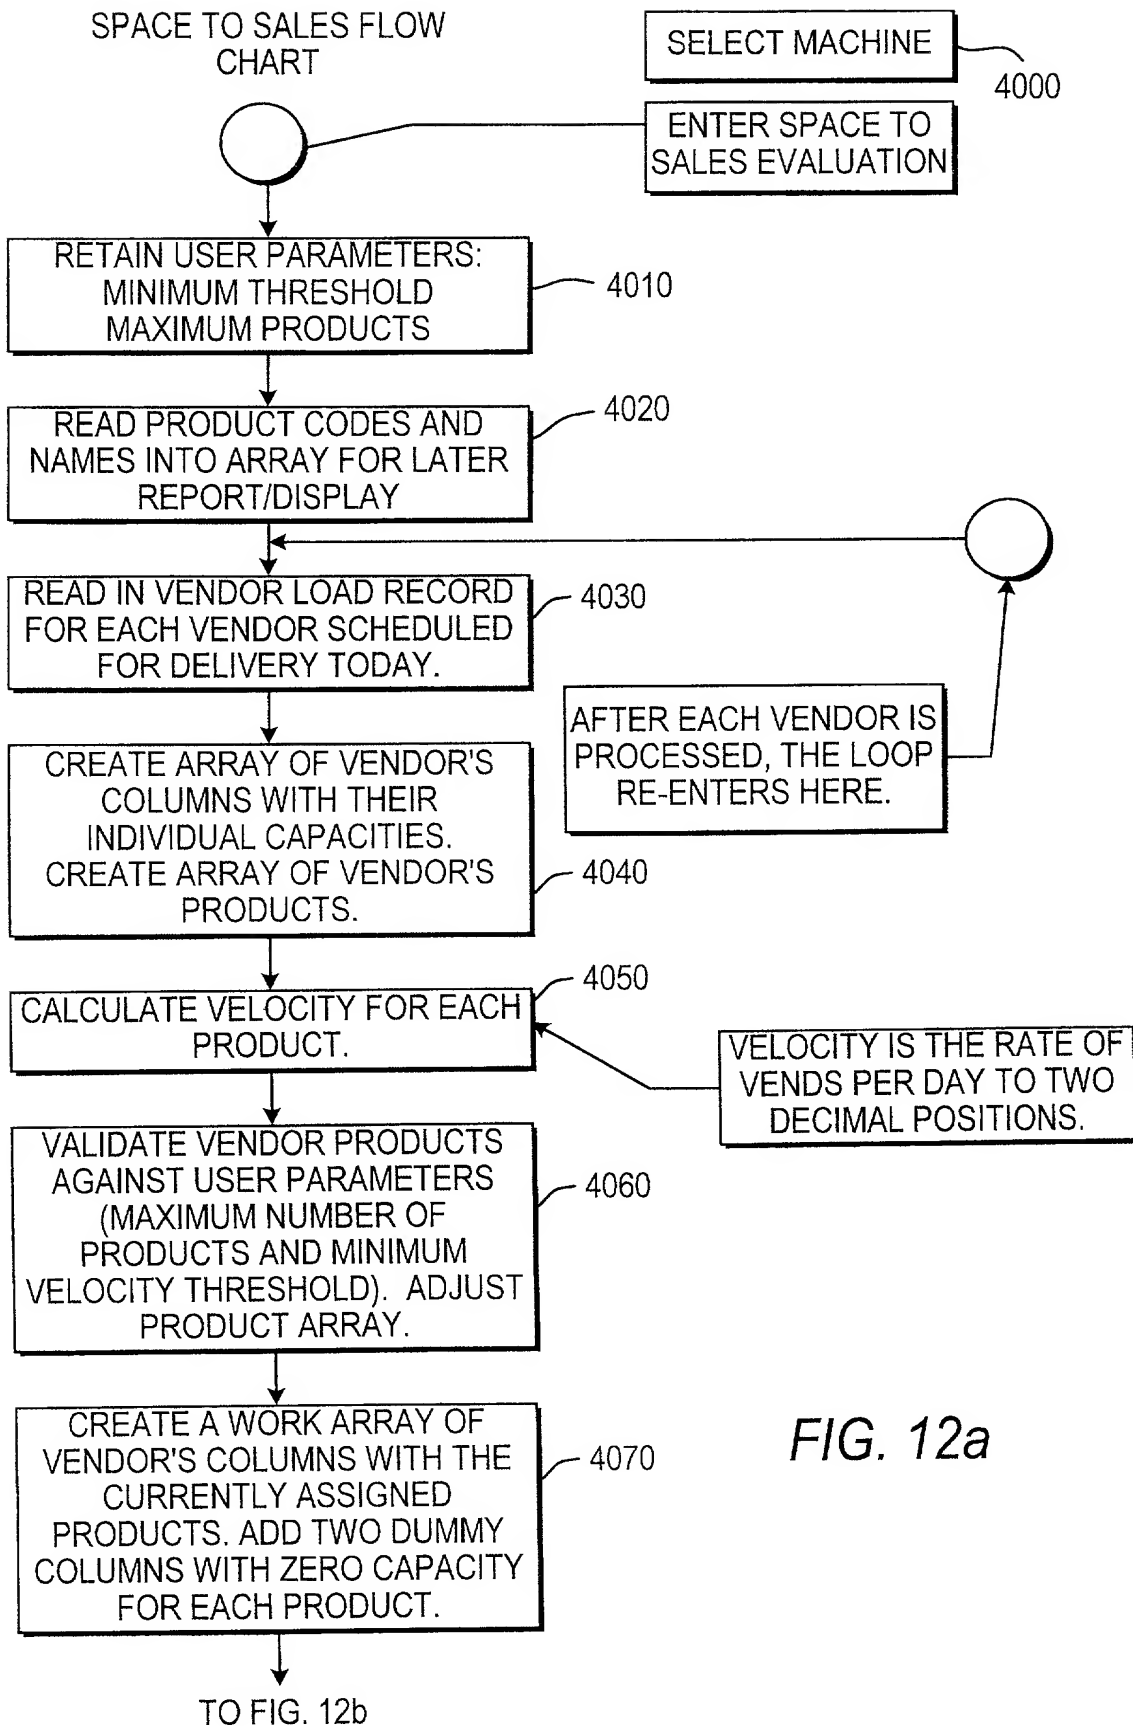 SPACE TO SALES FLOW
CHART
SELECT MACHINE
4000
ENTER SPACE TO
SALES EVALUATION
RETAIN USER PARAMETERS:
MINIMUM THRESHOLD
MAXIMUM PRODUCTS
4010
READ PRODUCT CODES AND
NAMES INTO ARRAY FOR LATER
REPORT/DISPLAY
4020
READ IN VENDOR LOAD RECORD
FOR EACH VENDOR SCHEDULED
FOR DELIVERY TODAY.
4030
AFTER EACH VENDOR IS
PROCESSED, THE LOOP
RE-ENTERS HERE.
CREATE ARRAY OF VENDOR'S
COLUMNS WITH THEIR
INDIVIDUAL CAPACITIES.
CREATE ARRAY OF VENDOR'S
PRODUCTS.
4040
CALCULATE VELOCITY FOR EACH
PRODUCT.
4050
VELOCITY IS THE RATE OF
VENDS PER DAY TO TWO
DECIMAL POSITIONS.
VALIDATE VENDOR PRODUCTS
AGAINST USER PARAMETERS
(MAXIMUM NUMBER OF
PRODUCTS AND MINIMUM
VELOCITY THRESHOLD). ADJUST
PRODUCT ARRAY.
4060
CREATE A WORK ARRAY OF
VENDOR'S COLUMNS WITH THE
CURRENTLY ASSIGNED
PRODUCTS. ADD TWO DUMMY
COLUMNS WITH ZERO CAPACITY
FOR EACH PRODUCT.
4070
FIG. 12a
TO FIG. 12b